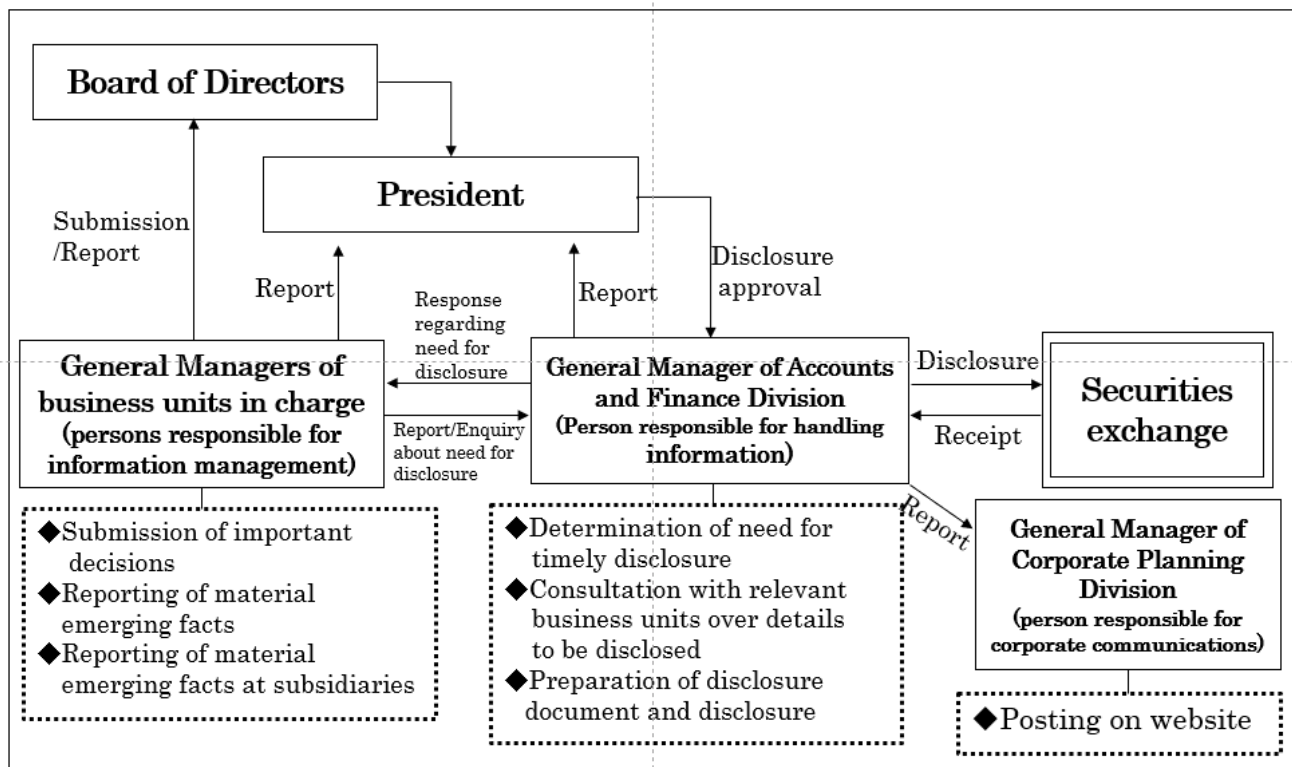 Board of Directors
President
Submission
/Report
Report
Response
regarding
need for
disclosure
Report
Disclosure
approval
General Managers of
business units in charge
(persons responsible for
information management)
Report/Enquiry
about need for
disclosure
General Manager of Accounts
and Finance Division
(Person responsible for handling
information)
Disclosure
Receipt
Securities
exchange
Report
◆Submission of important
decisions
◆Reporting of material
emerging facts
◆Reporting of material
emerging facts at subsidiaries
◆Determination of need for
timely disclosure
◆Consultation with relevant
business units over details
to be disclosed
◆Preparation of disclosure
document and disclosure
General Manager of
Corporate Planning
Division
(person responsible for
corporate communications)
◆Posting on website